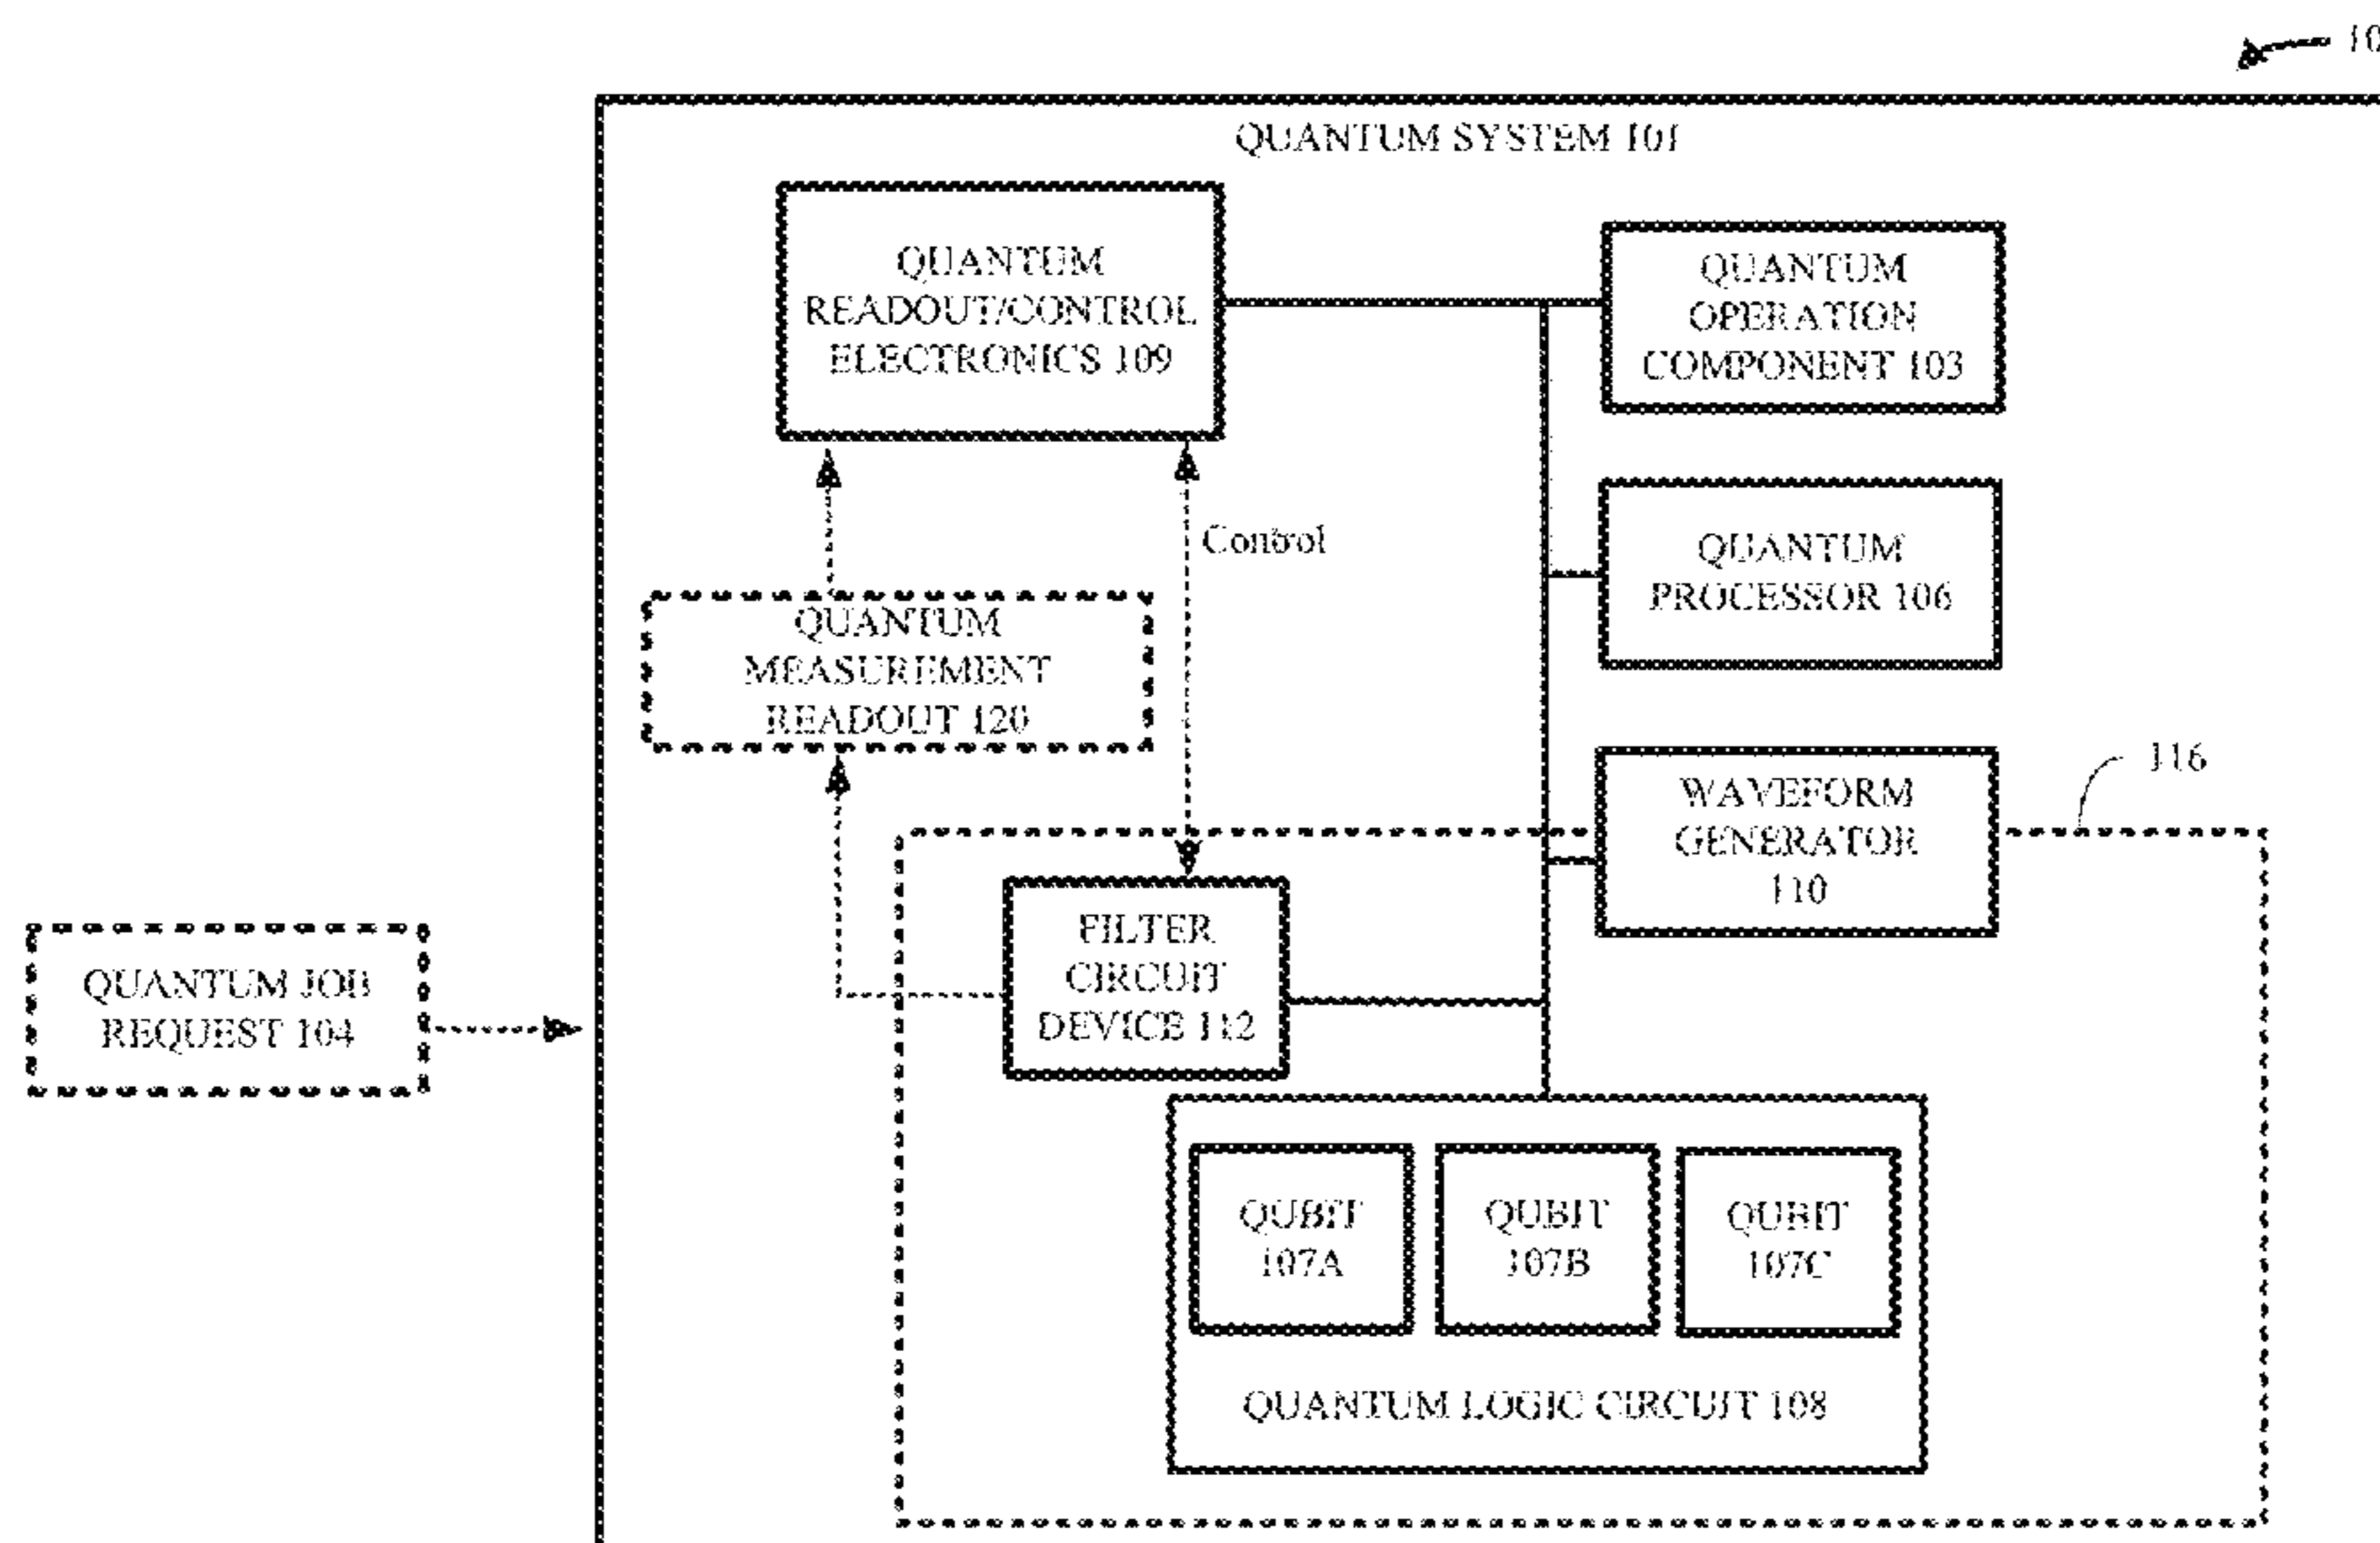 10
QUANTUM SYSTEM 101
QUANTUM
READOUT/CONTROL
ELECTRONICS 109
QUANTUM
OPERATION
COMPONENT 103
Control
QUANTUM
PROCESSOR 106
QUANTUM
MEASUREMENT
READOUT 120
116
WAVEFORM
GENERATOR
110
FILTER
CIRCUIT
DEVICE 112
QUANTUM JOB
REQUEST 104
QUBIT
107A
QUBIT
107B
QUBIT
107C
QUANTUM LOGIC CIRCUIT 108